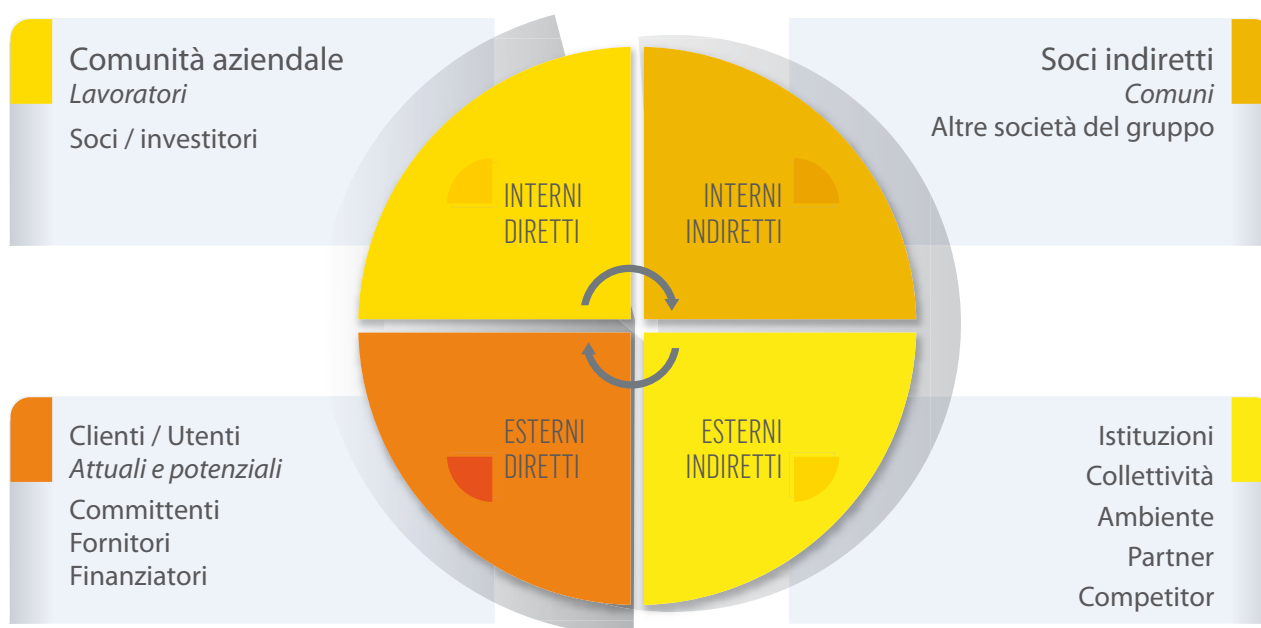 Comunità aziendale
Lavoratori
Soci / investitori
Soci indiretti
Comuni
Altre società del gruppo
INTERNI
DIRETTI
INTERNI
INDIRETTI
ESTERNI
DIRETTI
ESTERNI
INDIRETTI
Clienti / Utenti
Attuali e potenziali
Committenti
Fornitori
Finanziatori
Istituzioni
Collettività
Ambiente
Partner
Competitor